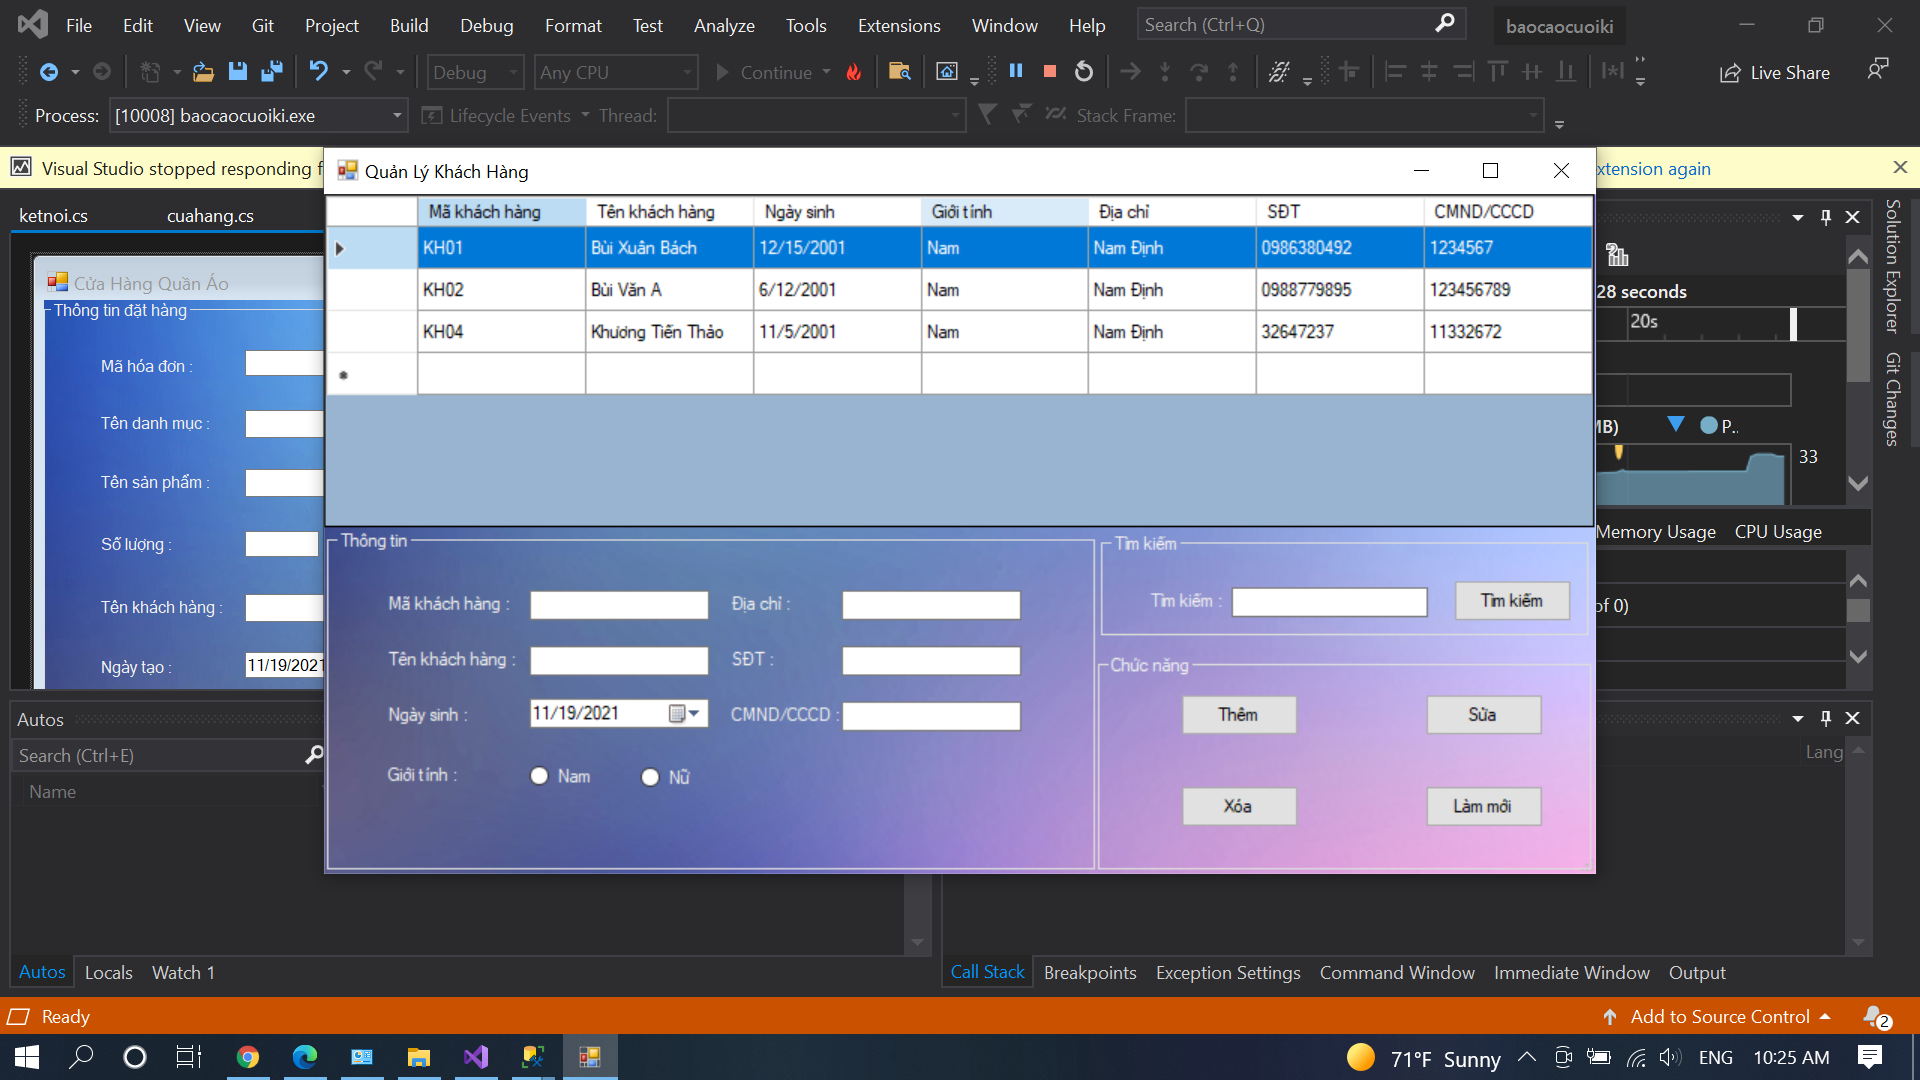 File Edit View Git Project Build Debug Format Test Analyze Tools Extensions Window Help Search (Ctrl+Q) baocaocuoiki
Debug Any CPU Continue Live Share
Process: [10008] baocaocuoiki.exe Lifecycle Events Thread: Stack Frame:
Visual Studio stopped responding f
xtension again
Quản Lý Khách Hàng
ketnoi.cs cuahang.cs
Mã khách hàng Tên khách hàng Ngày sinh Giới tính Địa chỉ SĐT CMND/CCCD
KH01 Bùi Xuân Bách 12/15/2001 Nam Nam Định 0986380492 1234567
KH02 Bùi Văn A 6/12/2001 Nam Nam Định 0988779895 123456789
KH04 Khương Tiến Thảo 11/5/2001 Nam Nam Định 32647237 11332672
Cửa Hàng Quần Áo
Thông tin đặt hàng
Mã hóa đơn :
Tên danh mục :
Tên sản phẩm :
Số lượng :
Tên khách hàng :
Ngày tạo : 11/19/2021
Thông tin
Mã khách hàng : Địa chỉ :
Tên khách hàng : SĐT :
Ngày sinh : 11/19/2021 CMND/CCCD :
Giới tính : Nam Nữ
Tìm kiếm
Tìm kiếm : Tìm kiếm
Chức năng
Thêm Sửa
Xóa Làm mới
28 seconds
20s
MB) P..
33
Memory Usage CPU Usage
of 0)
Solution Explorer
Git Changes
Autos
Search (Ctrl+E)
Name
Lang
Autos Locals Watch 1
Call Stack Breakpoints Exception Settings Command Window Immediate Window Output
Ready Add to Source Control 2
71°F Sunny ENG 10:25 AM